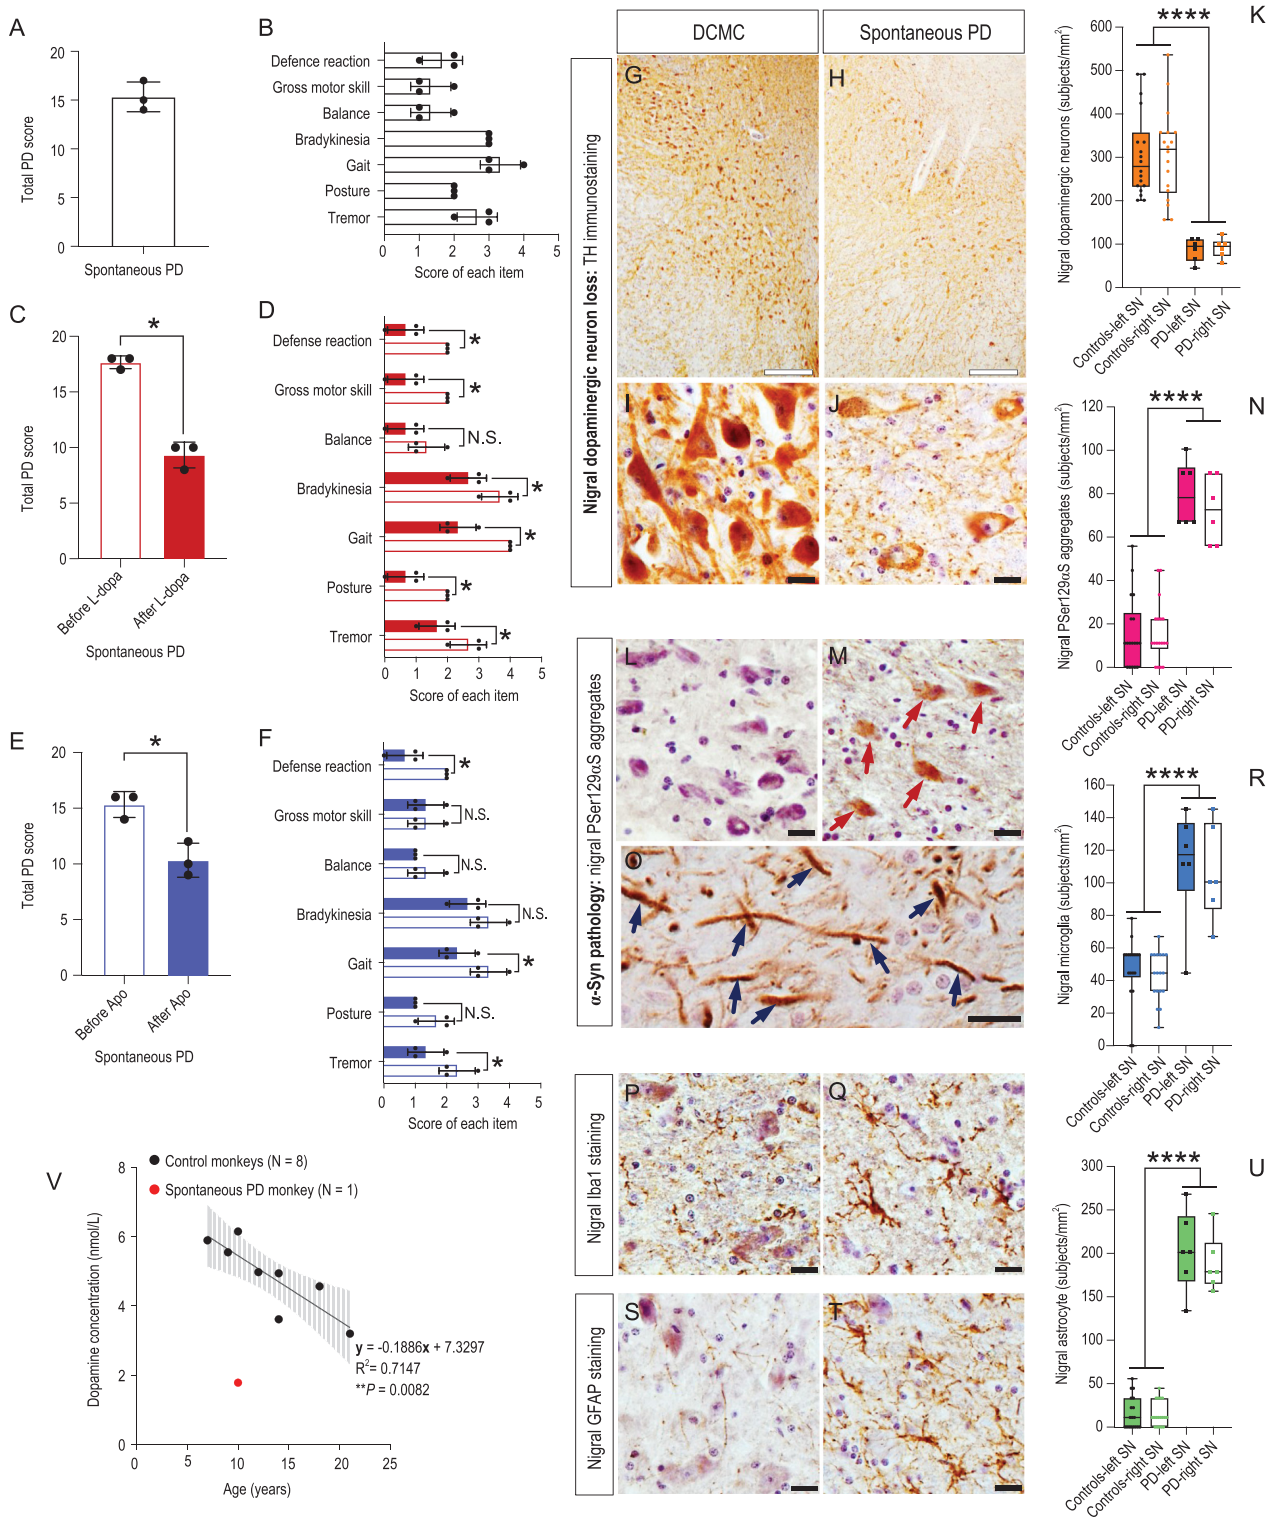 A
20
15
10
5
0
Total PD score
Spontaneous PD
B
Defence reaction
Gross motor skill
Balance
Bradykinesia
Gait
Posture
Tremor
0 1 2 3 4 5
Score of each item
C
20
15
10
5
0
Total PD score
*
Before L-dopa
After L-dopa
Spontaneous PD
D
Defense reaction
*
Gross motor skill
*
Balance
N.S.
Bradykinesia
*
Gait
*
Posture
*
Tremor
*
0 1 2 3 4 5
Score of each item
E
20
15
10
5
0
Total PD score
*
Before Apo
After Apo
Spontaneous PD
F
Defense reaction
*
Gross motor skill
N.S.
Balance
N.S.
Bradykinesia
N.S.
Gait
*
Posture
N.S.
Tremor
*
0 1 2 3 4 5
Score of each item
V
Control monkeys (N = 8)
Spontaneous PD monkey (N = 1)
8
6
4
2
0
Dopamine concentration (nmol/L)
y = -0.1886x + 7.3297
R²= 0.7147
**P = 0.0082
0 5 10 15 20 25
Age (years)
DCMC
Spontaneous PD
Nigral dopaminergic neuron loss: TH immunostaining
G
H
I
J
α-Syn pathology: nigral PSer129αS aggregates
L
M
O
Nigral Iba1 staining
P
Q
Nigral GFAP staining
S
T
K
****
600
500
400
300
200
100
0
Nigral dopaminergic neurons (subjects/mm²)
Controls-left SN
Controls-right SN
PD-left SN
PD-right SN
N
****
120
100
80
60
40
20
0
Nigral PSer129αS aggregates (subjects/mm²)
Controls-left SN
Controls-right SN
PD-left SN
PD-right SN
R
****
160
140
120
100
80
60
40
20
0
Nigral microglia (subjects/mm²)
Controls-left SN
Controls-right SN
PD-left SN
PD-right SN
U
****
300
250
200
150
100
50
0
Nigral astrocyte (subjects/mm²)
Controls-left SN
Controls-right SN
PD-left SN
PD-right SN